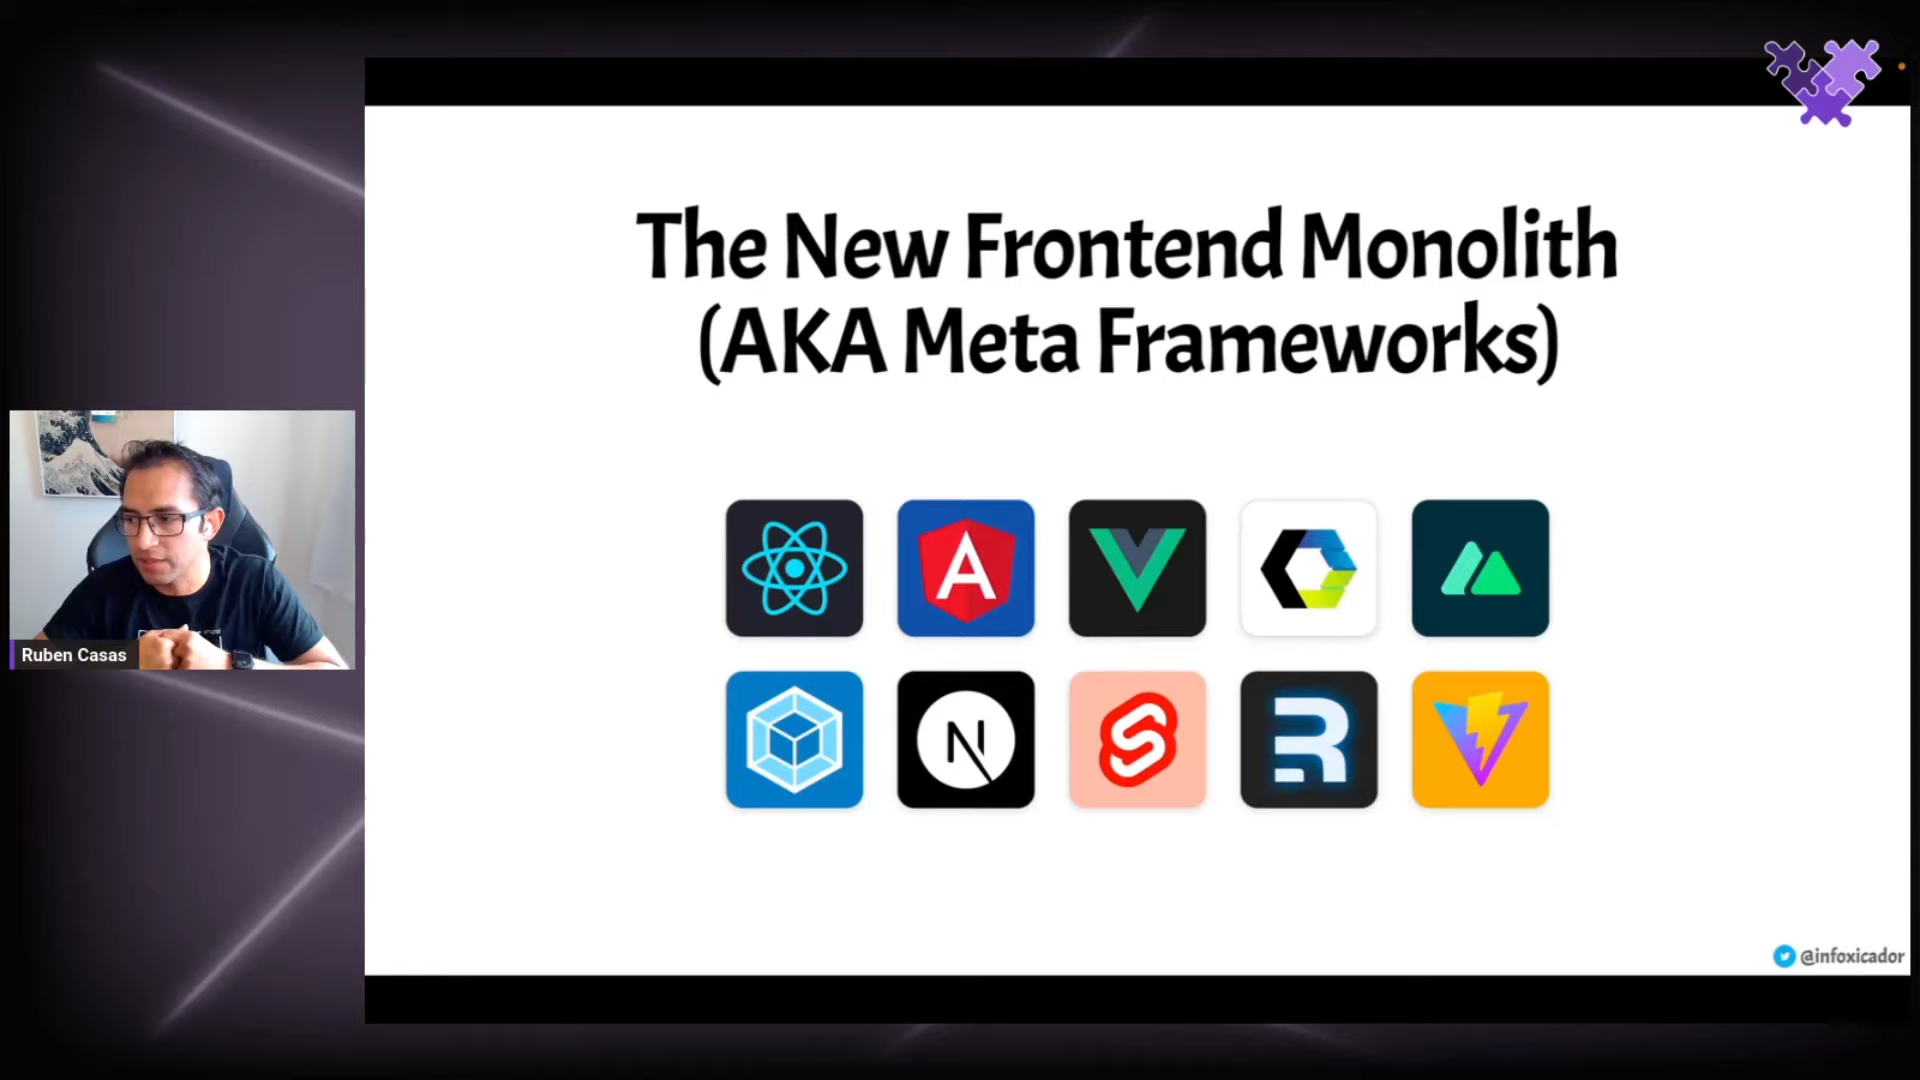 The New Frontend Monolith
(AKA Meta Frameworks)
Ruben Casas
@infoxicador